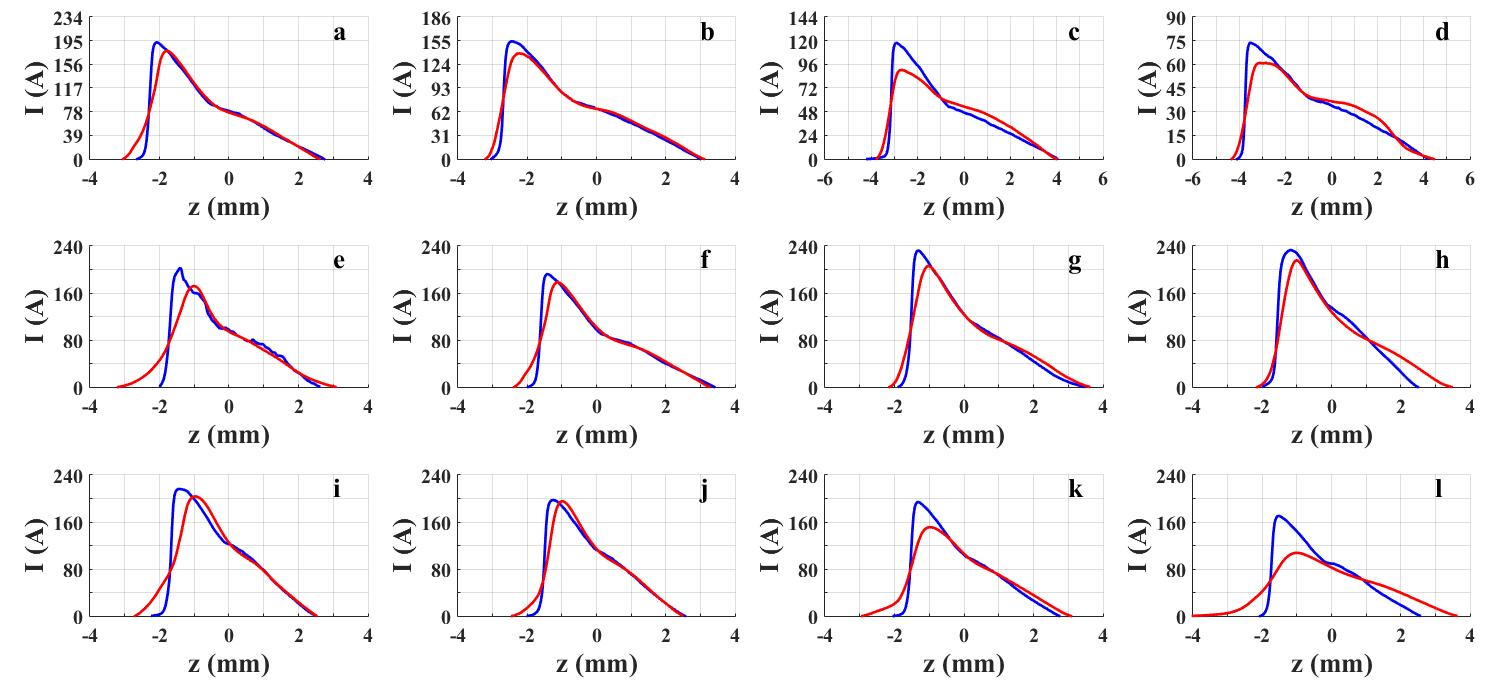 234
195
156
117
78
39
0
I (A)
a
-4 -2 0 2 4
z (mm)
186
155
124
93
62
31
0
I (A)
b
-4 -2 0 2 4
z (mm)
144
120
96
72
48
24
0
I (A)
c
-6 -4 -2 0 2 4 6
z (mm)
90
75
60
45
30
15
0
I (A)
d
-6 -4 -2 0 2 4 6
z (mm)
240
160
80
0
I (A)
e
-4 -2 0 2 4
z (mm)
240
160
80
0
I (A)
f
-4 -2 0 2 4
z (mm)
240
160
80
0
I (A)
g
-4 -2 0 2 4
z (mm)
240
160
80
0
I (A)
h
-4 -2 0 2 4
z (mm)
240
160
80
0
I (A)
i
-4 -2 0 2 4
z (mm)
240
160
80
0
I (A)
j
-4 -2 0 2 4
z (mm)
240
160
80
0
I (A)
k
-4 -2 0 2 4
z (mm)
240
160
80
0
I (A)
l
-4 -2 0 2 4
z (mm)